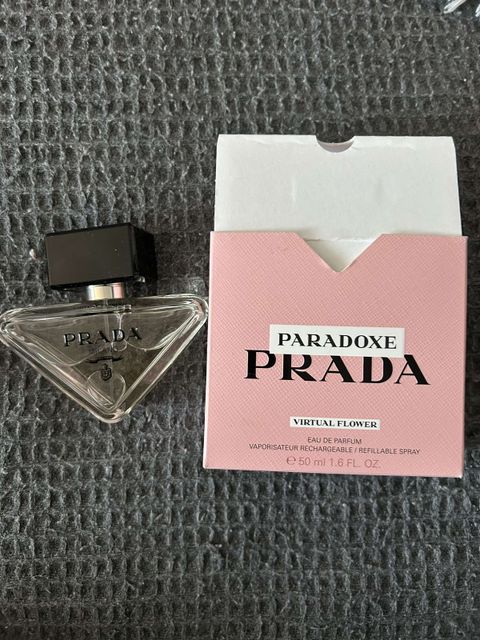 PRADA
PARADOXE
PRADA
VIRTUAL FLOWER
EAU DE PARFUM
VAPORISATEUR RECHARGEABLE / REFILLABLE SPRAY
℮ 50 ml 1.6 FL. OZ.